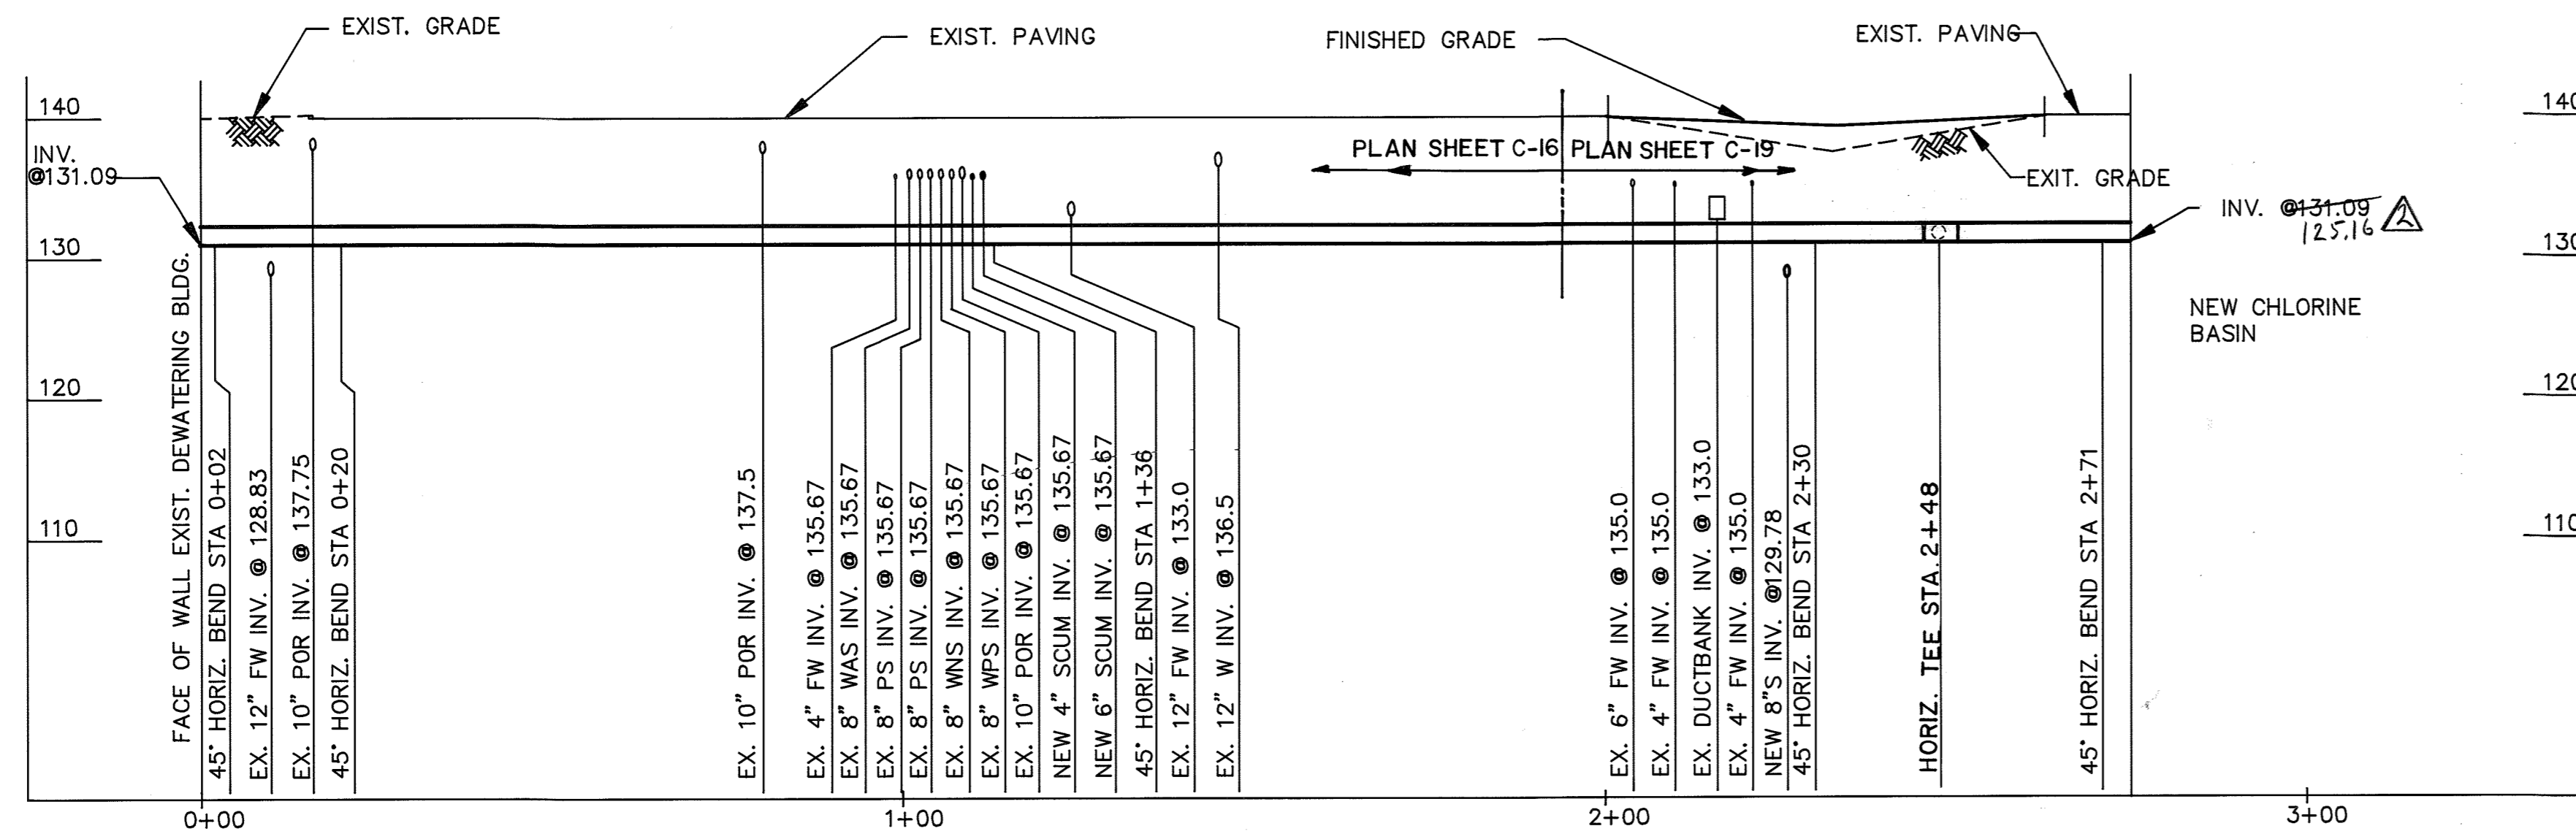 EXIST. GRADE
EXIST. PAVING
FINISHED GRADE
EXIST. PAVING
140
140
INV.
@131.09
PLAN SHEET C-16
PLAN SHEET C-19
EXIT. GRADE
INV. @131.09
125.16
2
130
130
NEW CHLORINE
BASIN
120
120
110
110
FACE OF WALL EXIST. DEWATERING BLDG.
45° HORIZ. BEND STA 0+02
EX. 12" FW INV. @ 128.83
EX. 10" POR INV. @ 137.75
45° HORIZ. BEND STA 0+20
EX. 10" POR INV. @ 137.5
EX. 4" FW INV. @ 135.67
EX. 8" WAS INV. @ 135.67
EX. 8" PS INV. @ 135.67
EX. 8" PS INV. @ 135.67
EX. 8" WNS INV. @ 135.67
EX. 8" WPS INV. @ 135.67
EX. 10" POR INV. @ 135.67
NEW 4" SCUM INV. @ 135.67
NEW 6" SCUM INV. @ 135.67
45° HORIZ. BEND STA 1+36
EX. 12" FW INV. @ 133.0
EX. 12" W INV. @ 136.5
EX. 6" FW INV. @ 135.0
EX. 4" FW INV. @ 135.0
EX. DUCTBANK INV. @ 133.0
EX. 4" FW INV. @ 135.0
NEW 8"S INV. @129.78
45° HORIZ. BEND STA 2+30
HORIZ. TEE STA. 2+48
45° HORIZ. BEND STA 2+71
0+00
1+00
2+00
3+00